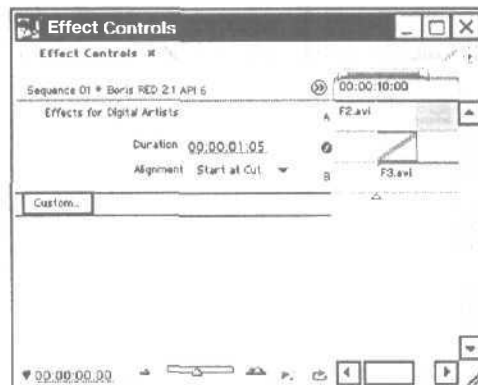 Effect Controls
Effect Controls ×
Sequence 01 * Boris RED 2.1 API 6
00:00:10:00
Effects for Digital Artists
A
F2.avi
Duration 00:00:01:05
Alignment Start at Cut
B
F3.avi
Custom..
00:00:00.00